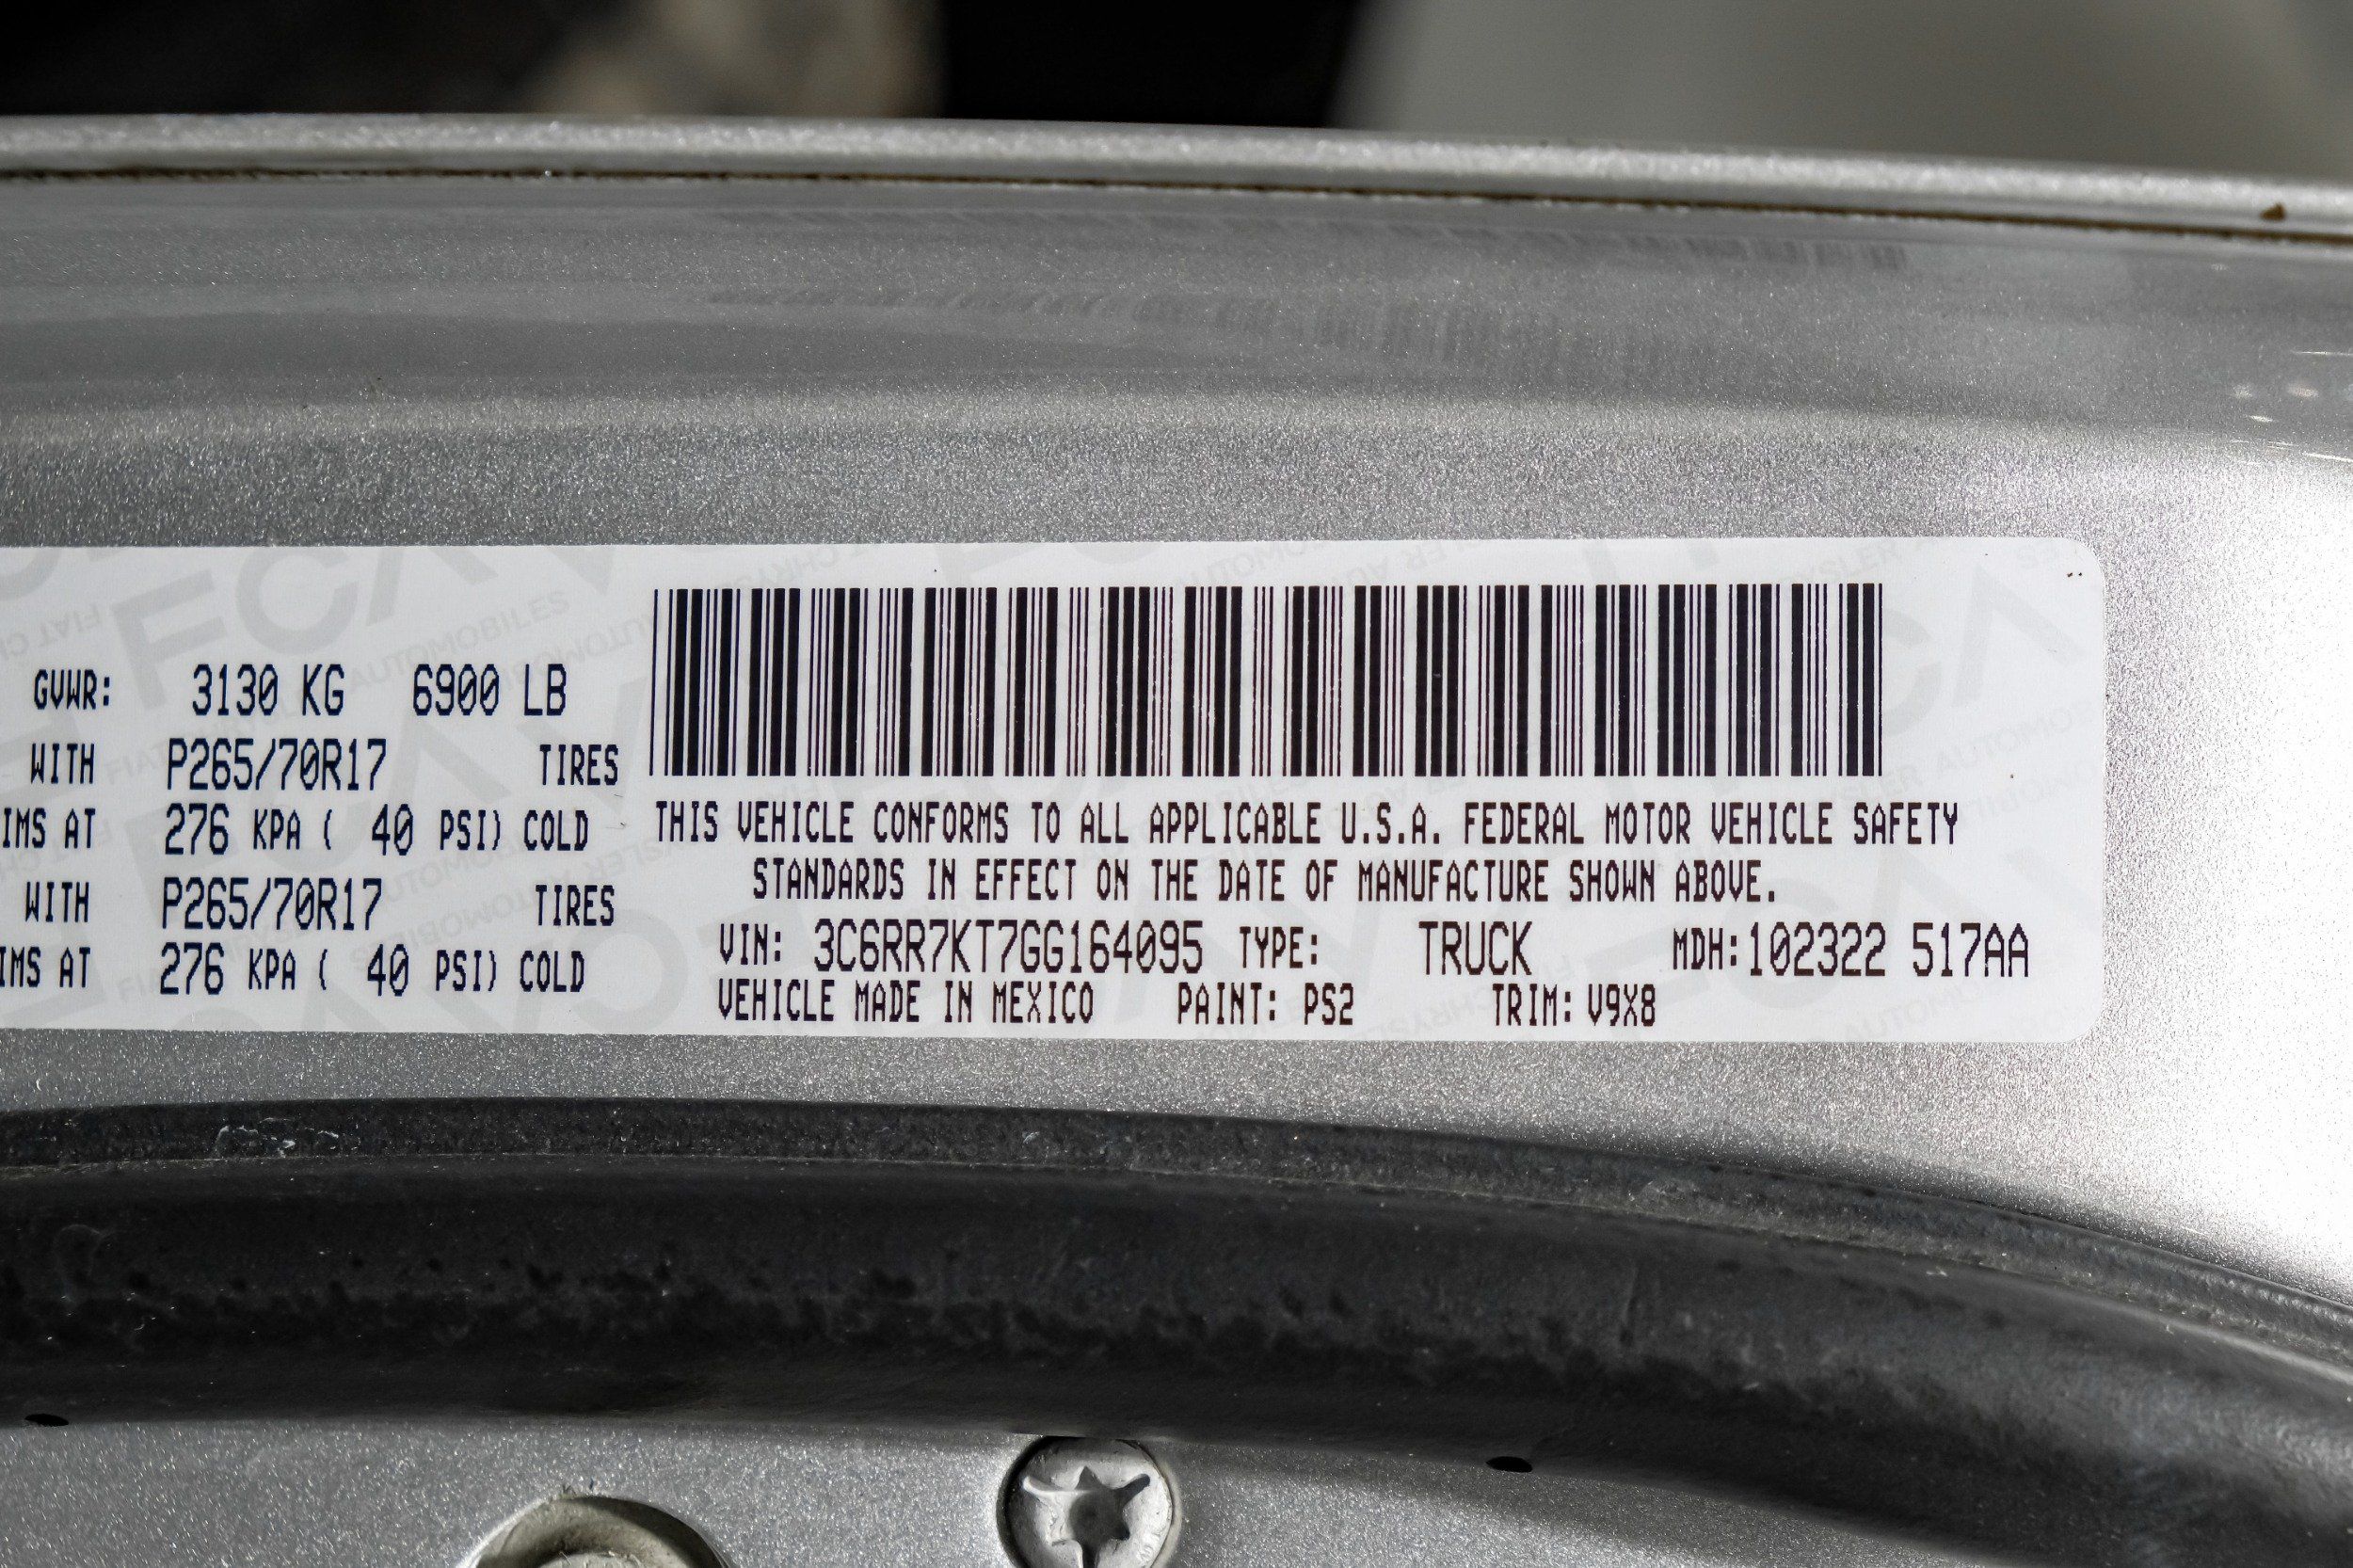 GVWR: 3130 KG 6900 LB
WITH P265/70R17 TIRES
IMS AT 276 KPA ( 40 PSI) COLD
WITH P265/70R17 TIRES
IMS AT 276 KPA ( 40 PSI) COLD
THIS VEHICLE CONFORMS TO ALL APPLICABLE U.S.A. FEDERAL MOTOR VEHICLE SAFETY
STANDARDS IN EFFECT ON THE DATE OF MANUFACTURE SHOWN ABOVE.
VIN: 3C6RR7KT7GG164095 TYPE: TRUCK MDH: 102322 517AA
VEHICLE MADE IN MEXICO PAINT: PS2 TRIM: V9X8